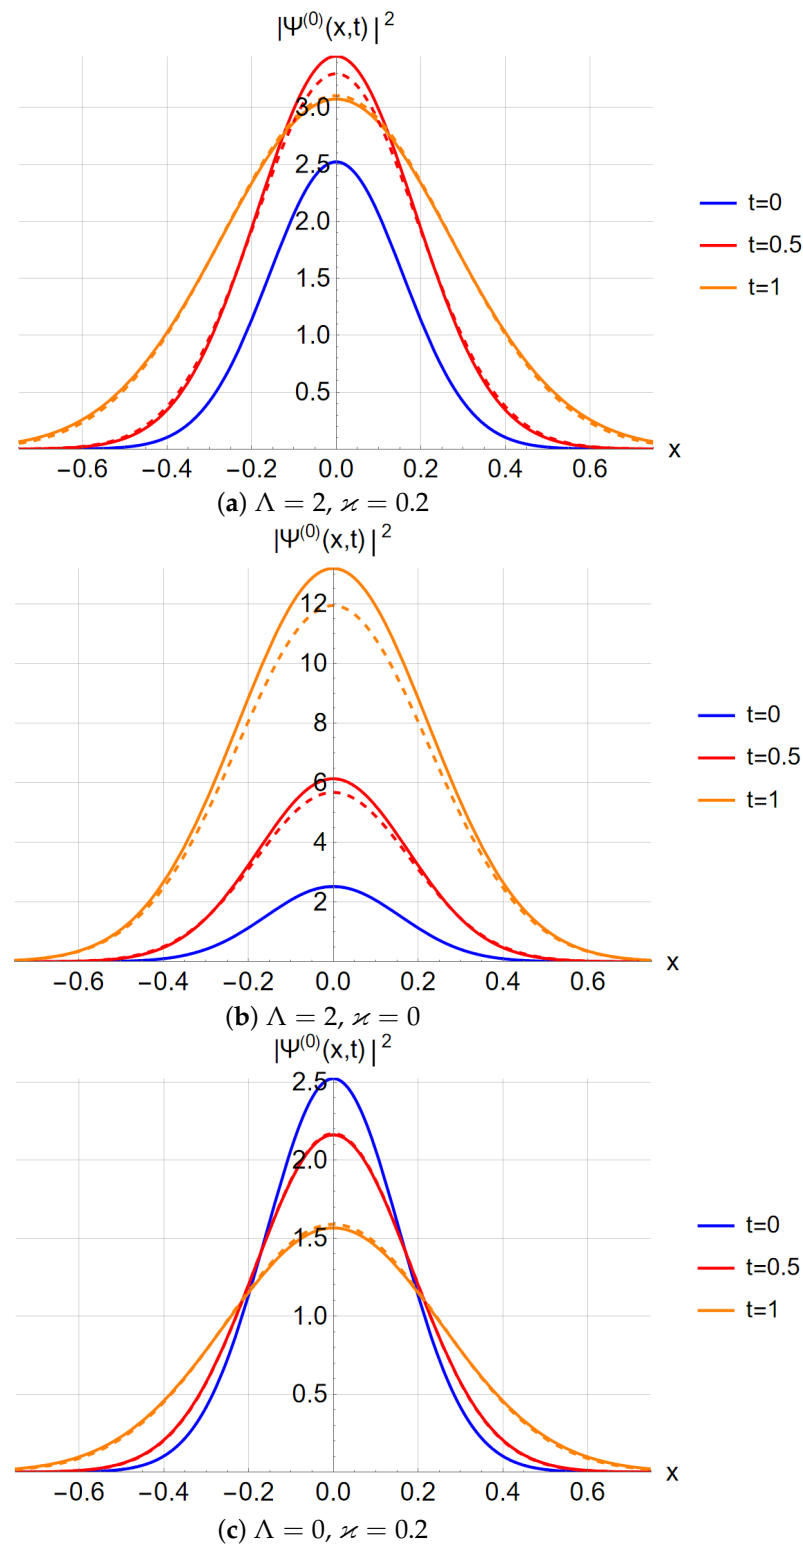 |Ψ⁽⁰⁾(x,t)|²
3.0
2.5
2.0
1.5
1.0
0.5
−0.6 −0.4 −0.2 0.0 0.2 0.4 0.6 x
t=0
t=0.5
t=1
(a) Λ = 2, ϰ = 0.2
|Ψ⁽⁰⁾(x,t)|²
12
10
8
6
4
2
−0.6 −0.4 −0.2 0.0 0.2 0.4 0.6 x
t=0
t=0.5
t=1
(b) Λ = 2, ϰ = 0
|Ψ⁽⁰⁾(x,t)|²
2.5
2.0
1.5
1.0
0.5
−0.6 −0.4 −0.2 0.0 0.2 0.4 0.6 x
t=0
t=0.5
t=1
(c) Λ = 0, ϰ = 0.2